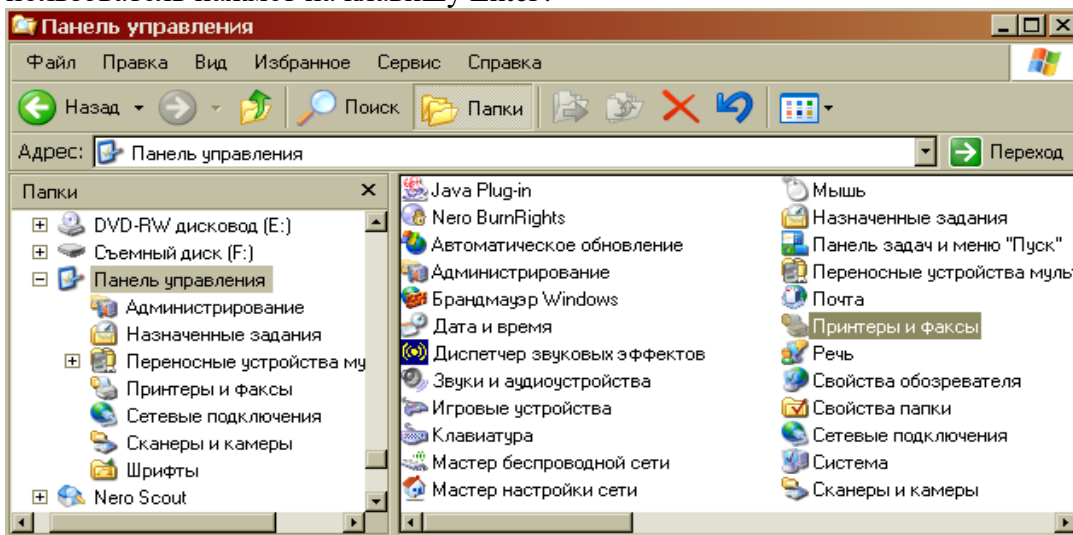 Панель управления
Файл Правка Вид Избранное Сервис Справка
Назад Поиск Папки
Адрес: Панель управления Переход
Папки
DVD-RW дисковод (E:)
Съемный диск (F:)
Панель управления
Администрирование
Назначенные задания
Переносные устройства му
Принтеры и факсы
Сетевые подключения
Сканеры и камеры
Шрифты
Nero Scout
Java Plug-in
Nero BurnRights
Автоматическое обновление
Администрирование
Брандмауэр Windows
Дата и время
Диспетчер звуковых эффектов
Звуки и аудиоустройства
Игровые устройства
Клавиатура
Мастер беспроводной сети
Мастер настройки сети
Мышь
Назначенные задания
Панель задач и меню "Пуск"
Переносные устройства муль
Почта
Принтеры и факсы
Речь
Свойства обозревателя
Свойства папки
Сетевые подключения
Система
Сканеры и камеры